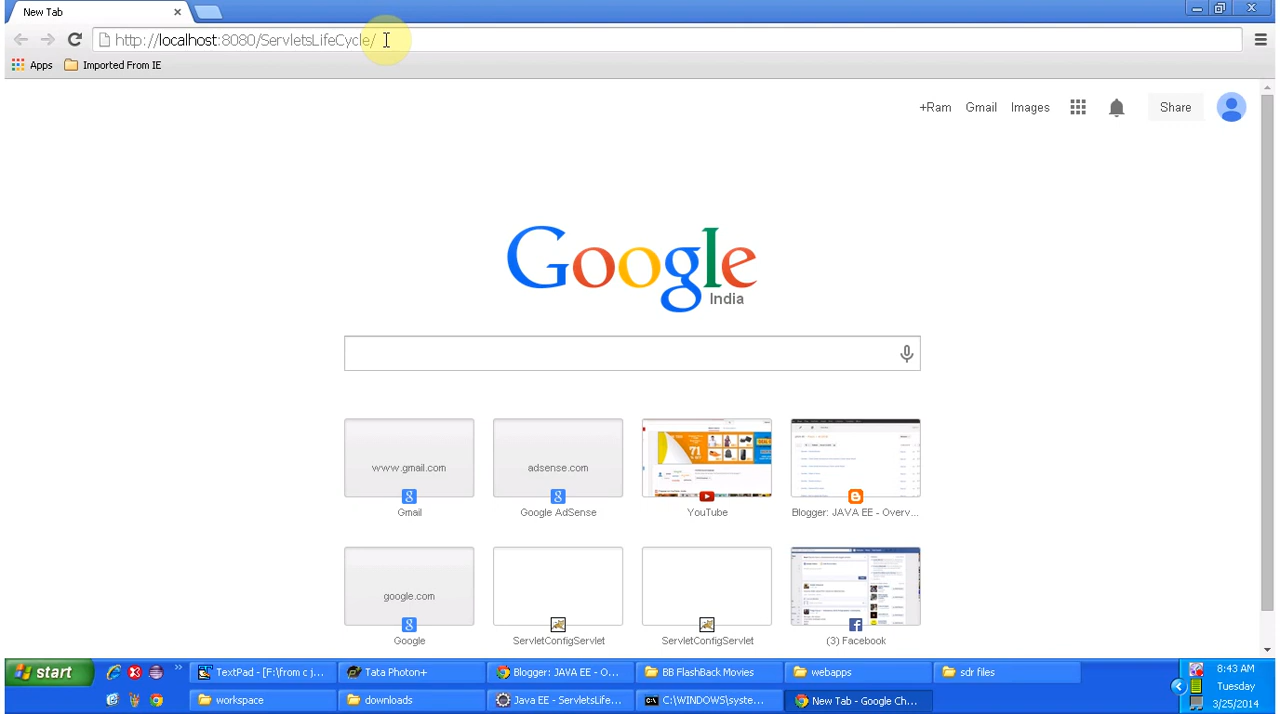 New Tab
http://localhost:8080/ServletsLifeCycle/
Apps
Imported From IE
+Ram
Gmail
Images
Share
Google
India
www.gmail.com
adsense.com
Gmail
Google AdSense
YouTube
Blogger: JAVA EE - Overv...
google.com
Google
ServletConfigServlet
ServletConfigServlet
(3) Facebook
start
TextPad - [F:\from c j...
Tata Photon+
Blogger: JAVA EE - O...
BB FlashBack Movies
webapps
sdr files
8:43 AM
workspace
downloads
Java EE - ServletsLife...
C:\WINDOWS\syste...
New Tab - Google Ch...
Tuesday
3/25/2014